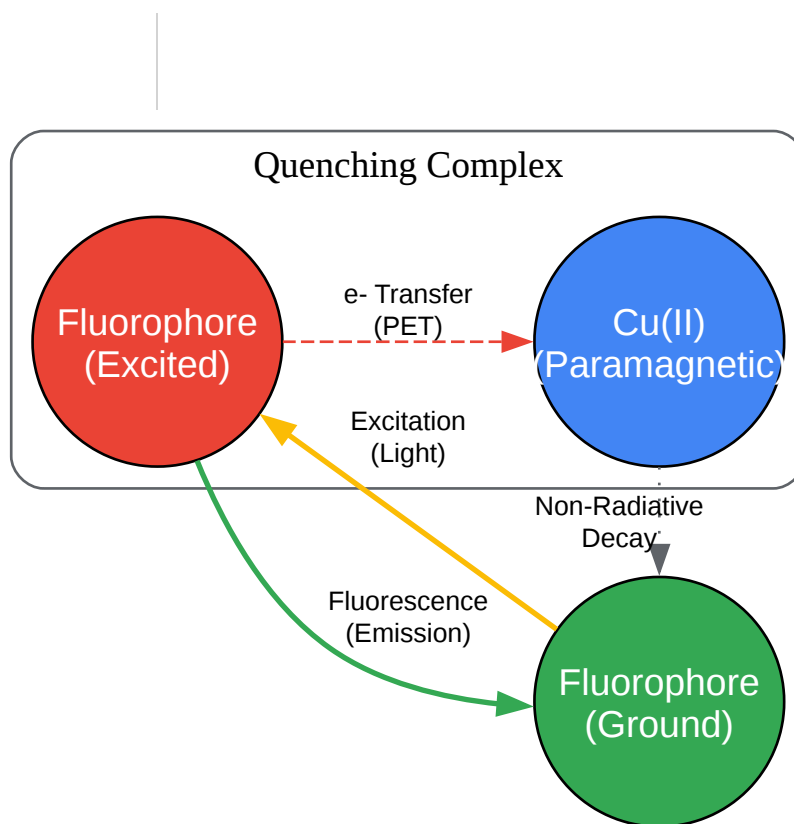 Quenching Complex
Fluorophore
(Excited)
e- Transfer
(PET)
Cu(II)
(Paramagnetic)
Excitation
(Light)
Non-Radiative
Decay
Fluorescence
(Emission)
Fluorophore
(Ground)